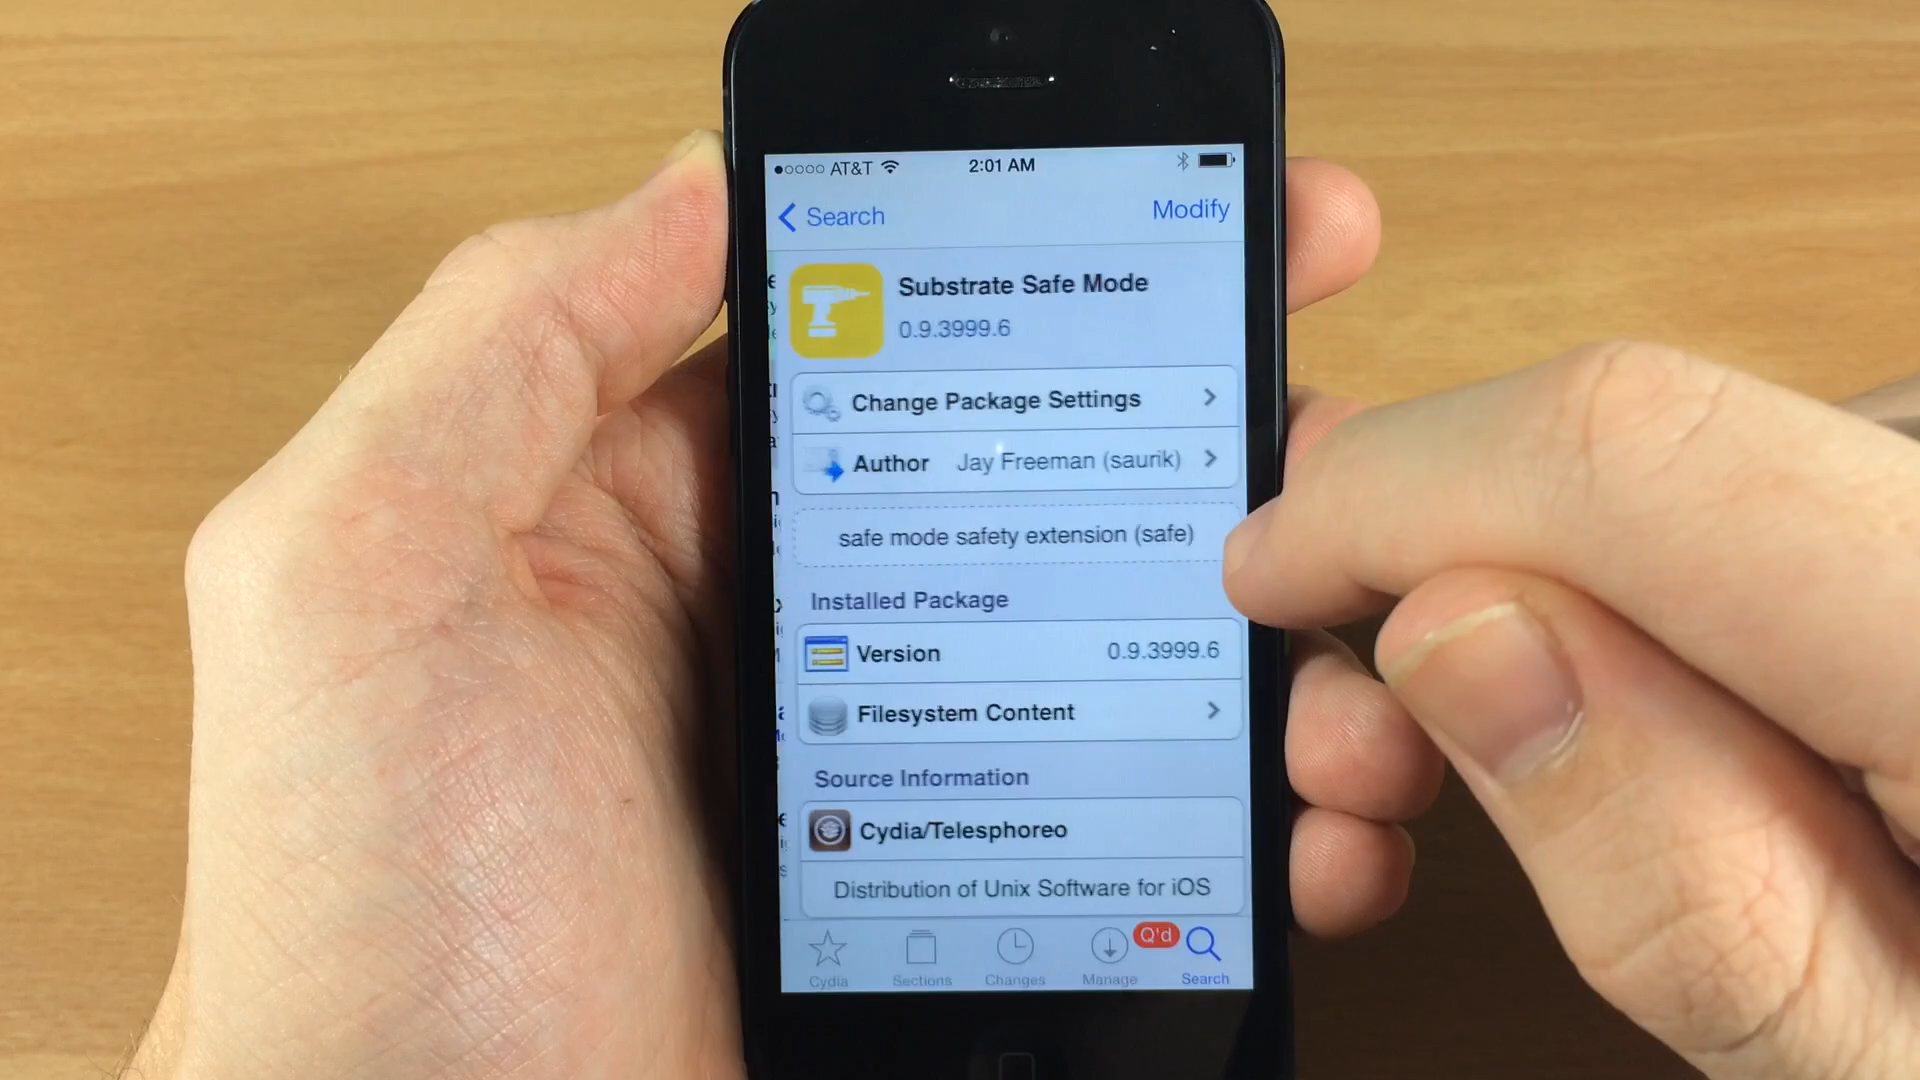 AT&T 2:01 AM
Search Modify
Substrate Safe Mode
0.9.3999.6
Change Package Settings
Author Jay Freeman (saurik)
safe mode safety extension (safe)
Installed Package
Version 0.9.3999.6
Filesystem Content
Source Information
Cydia/Telesphoreo
Distribution of Unix Software for iOS
Q'd
Cydia Sections Changes Manage Search